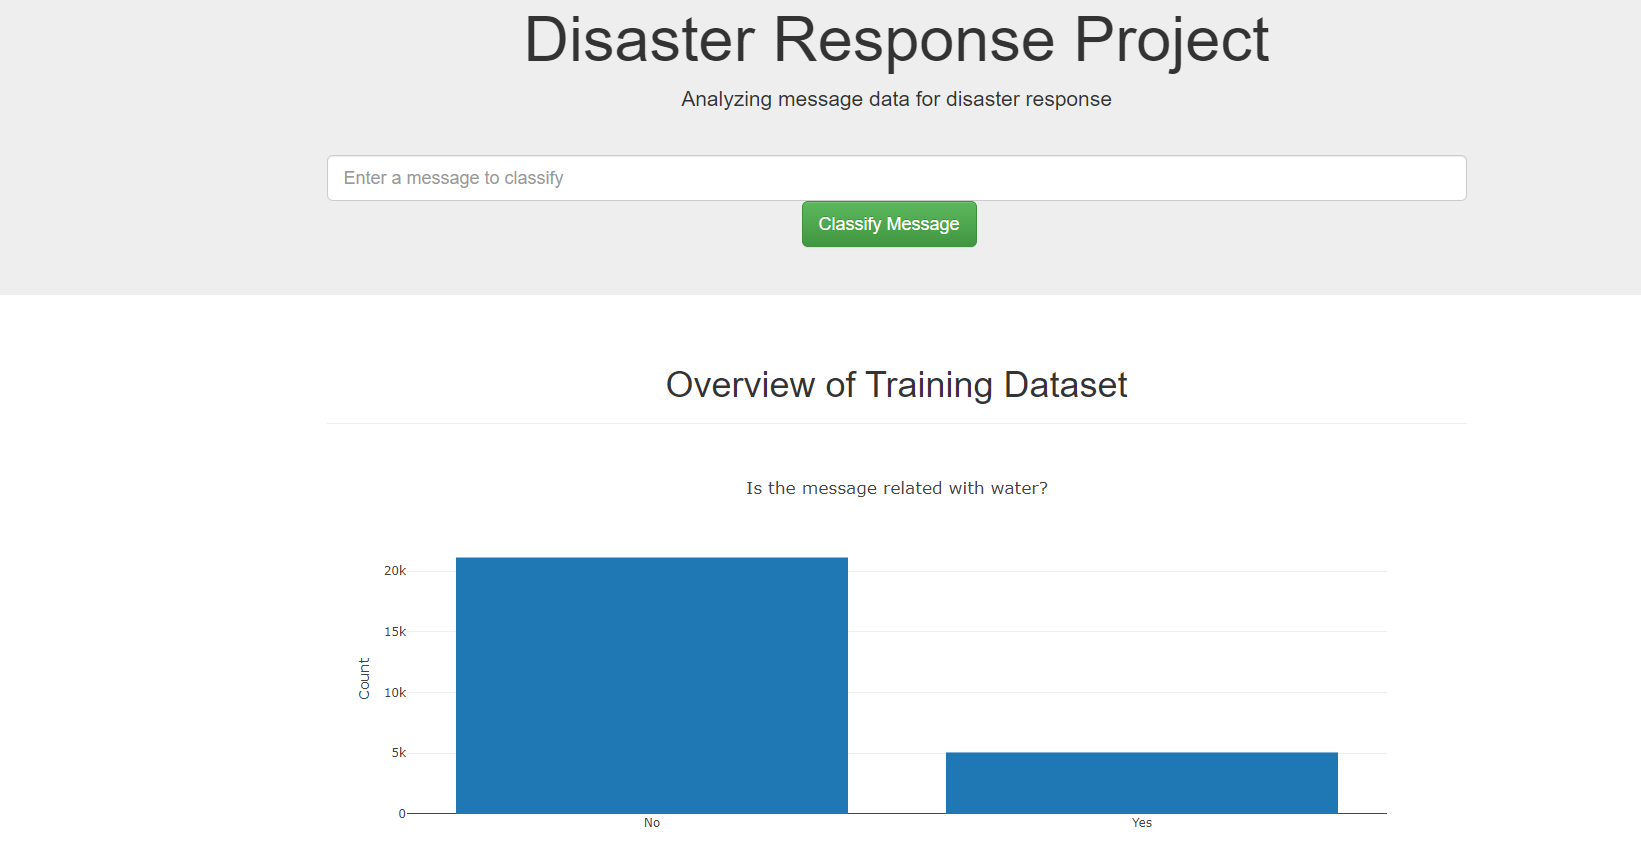 Disaster Response Project
Analyzing message data for disaster response
Enter a message to classify
Classify Message
Overview of Training Dataset
Is the message related with water?
20k
15k
10k
5k
0
Count
No
Yes